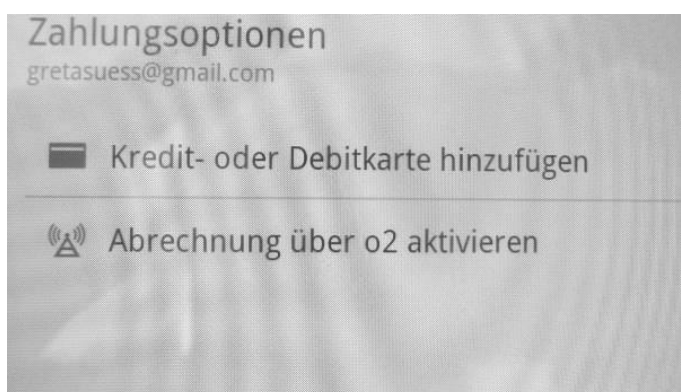 Zahlungsoptionen
gretasuess@gmail.com
Kredit- oder Debitkarte hinzufügen
Abrechnung über o2 aktivieren